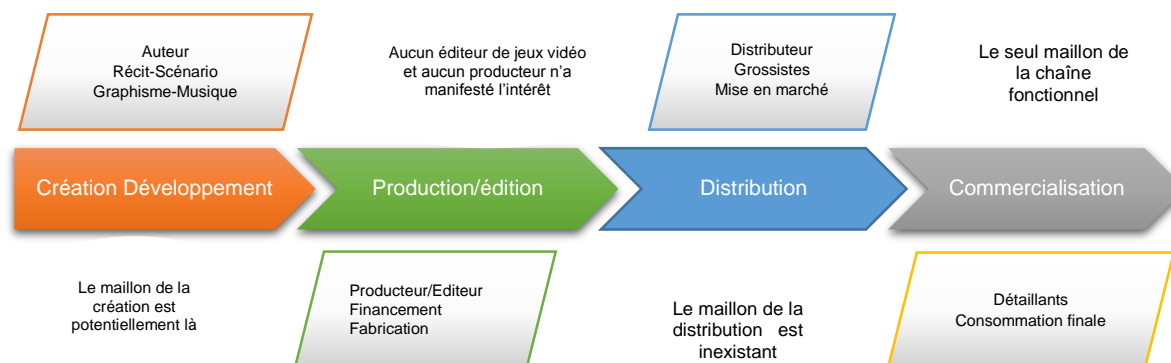 Auteur
Récit-Scénario
Graphisme-Musique
Aucun éditeur de jeux vidéo
et aucun producteur n'a
manifesté l'intérêt
Distributeur
Grossistes
Mise en marché
Le seul maillon de
la chaîne
fonctionnel
Création Développement
Production/édition
Distribution
Commercialisation
Le maillon de la
création est
potentiellement là
Producteur/Editeur
Financement
Fabrication
Le maillon de la
distribution est
inexistant
Détaillants
Consommation finale